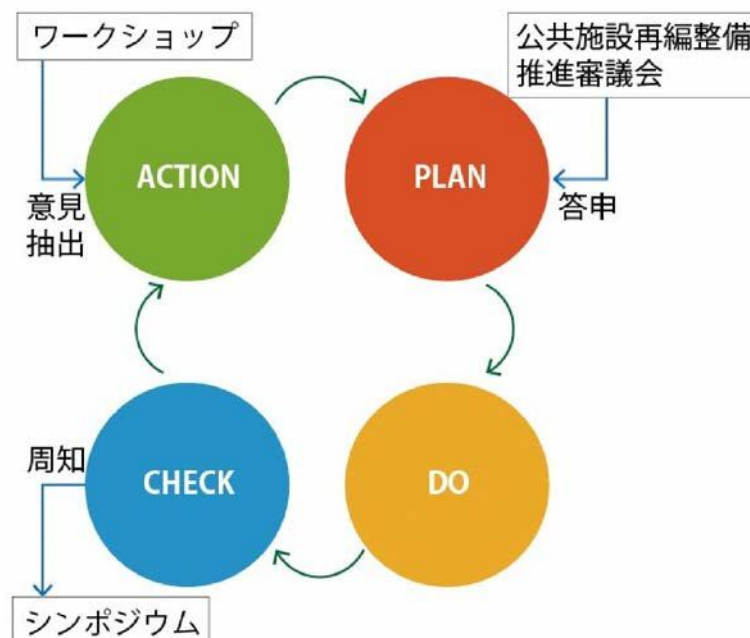 ワークショップ
公共施設再編整備
推進審議会
ACTION
PLAN
意見
抽出
答申
周知
CHECK
DO
シンポジウム